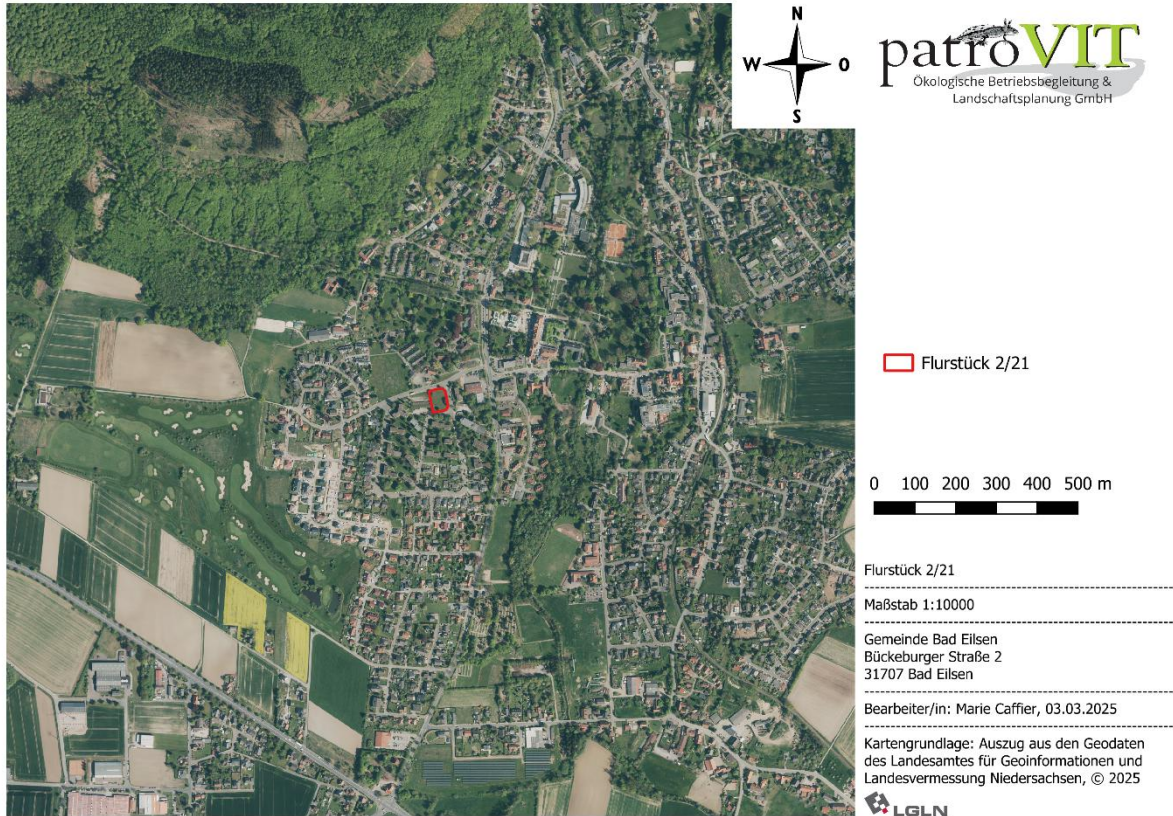 N
W O
S
patroVIT
Ökologische Betriebsbegleitung &
Landschaftsplanung GmbH
Flurstück 2/21
0 100 200 300 400 500 m
Flurstück 2/21
Maßstab 1:10000
Gemeinde Bad Eilsen
Bückeburger Straße 2
31707 Bad Eilsen
Bearbeiter/in: Marie Caffier, 03.03.2025
Kartengrundlage: Auszug aus den Geodaten
des Landesamtes für Geoinformationen und
Landesvermessung Niedersachsen, © 2025
LGLN